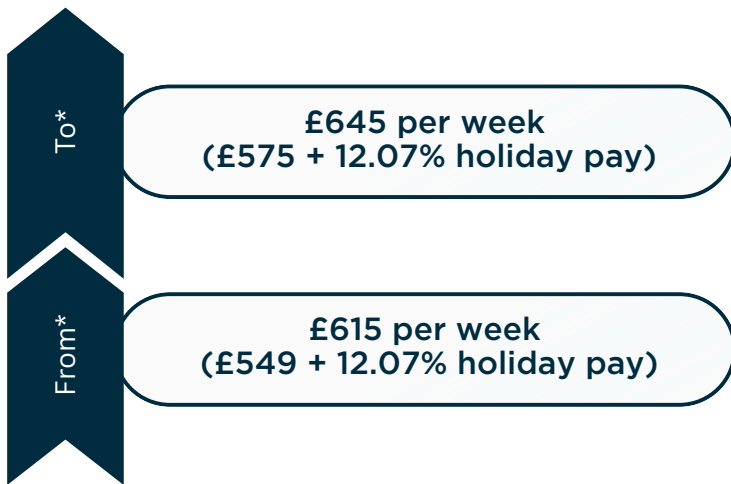 To*
£645 per week
(£575 + 12.07% holiday pay)
From*
£615 per week
(£549 + 12.07% holiday pay)